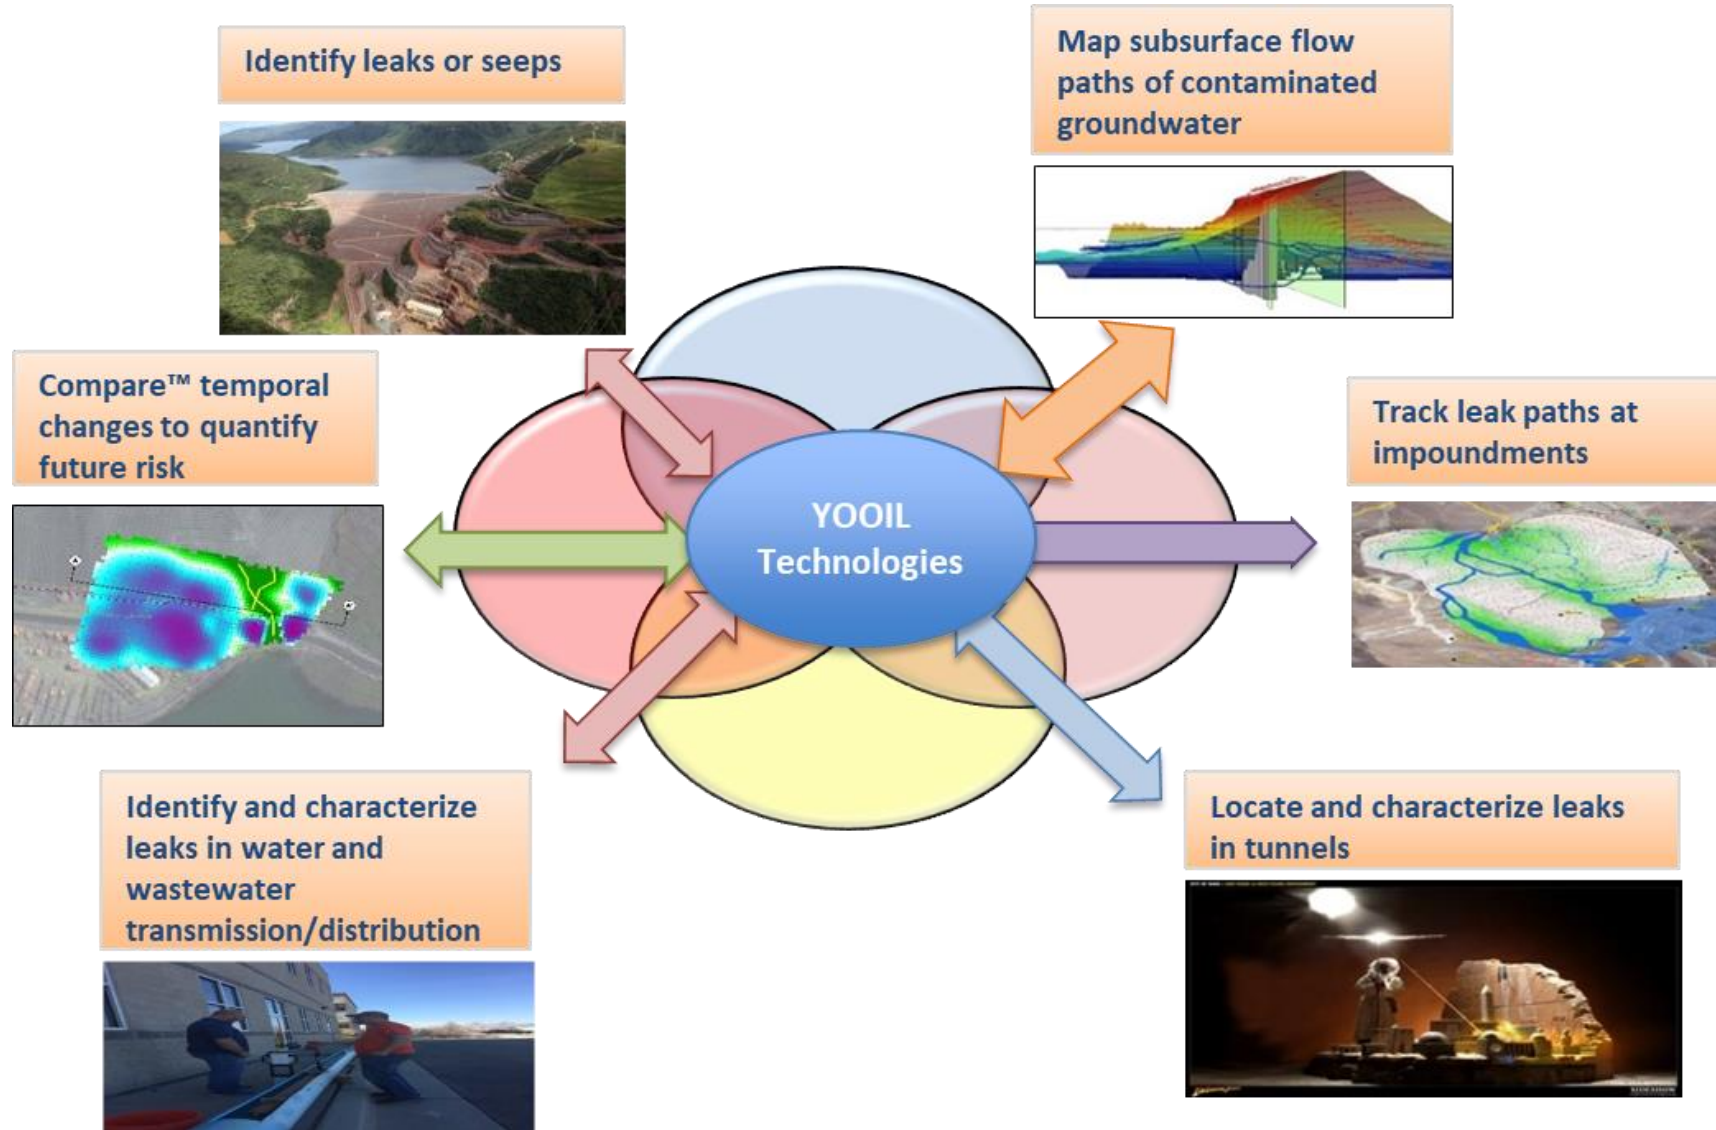 Identify leaks or seeps
Map subsurface flow
paths of contaminated
groundwater
Compare™ temporal
changes to quantify
future risk
Track leak paths at
impoundments
YOOIL
Technologies
Identify and characterize
leaks in water and
wastewater
transmission/distribution
Locate and characterize leaks
in tunnels